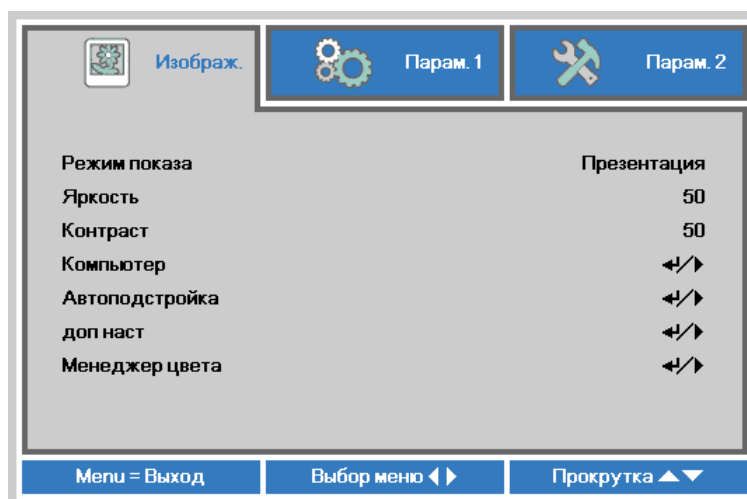 Изображ. Парам. 1 Парам. 2
Режим показа Презентация
Яркость 50
Контраст 50
Компьютер
Автоподстройка
доп наст
Менеджер цвета
Menu = Выход Выбор меню Прокрутка